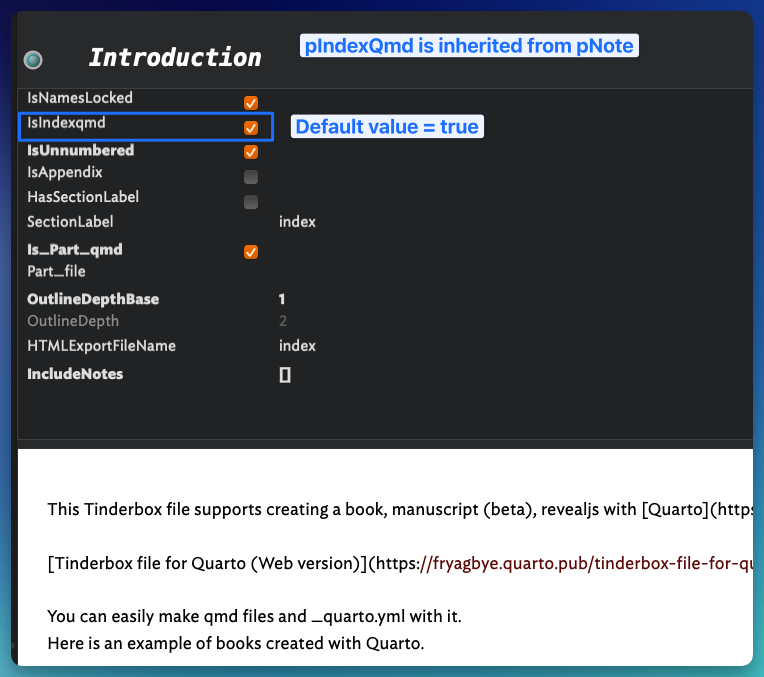 Introduction
pIndexQmd is inherited from pNote
IsNamesLocked
IsIndexqmd
Default value = true
IsUnnumbered
IsAppendix
HasSectionLabel
SectionLabel index
Is_Part_qmd
Part_file
OutlineDepthBase 1
OutlineDepth 2
HTMLExportFileName index
IncludeNotes []
This Tinderbox file supports creating a book, manuscript (beta), revealjs with [Quarto](https
[Tinderbox file for Quarto (Web version)](https://fryagbye.quarto.pub/tinderbox-file-for-qu
You can easily make qmd files and _quarto.yml with it.
Here is an example of books created with Quarto.